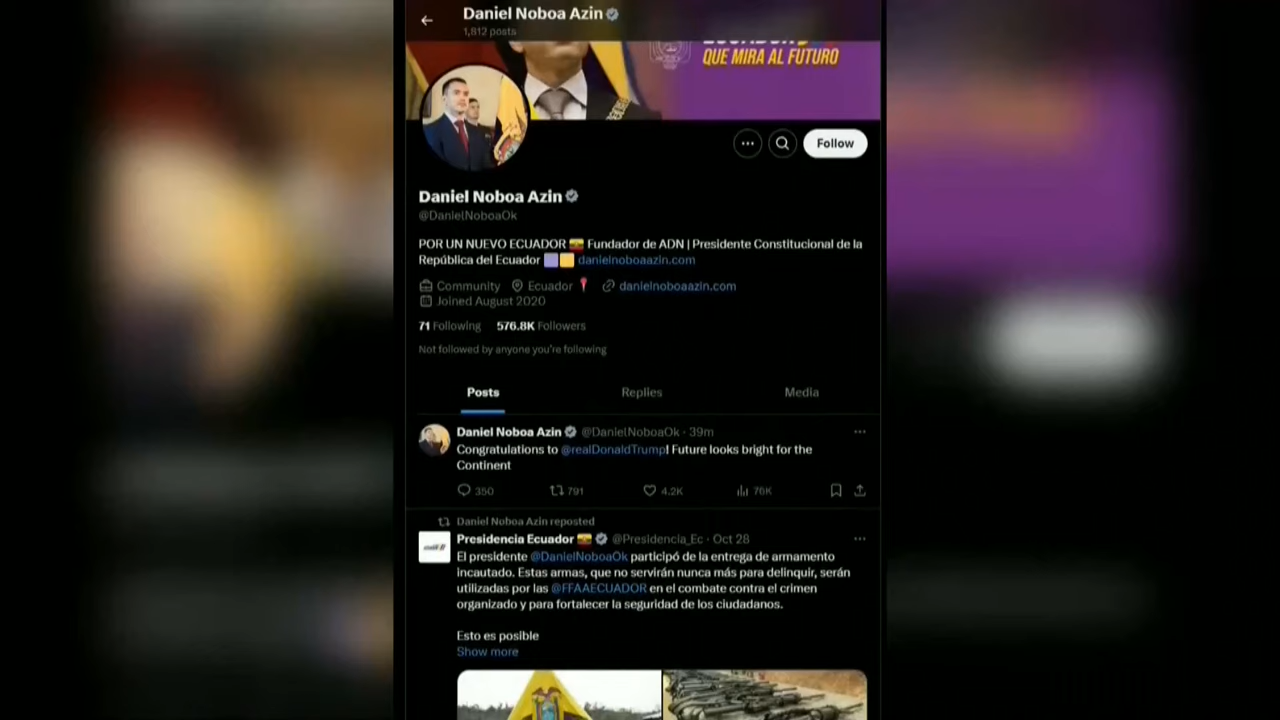 Daniel Noboa Azin
1,812 posts
QUE MIRA AL FUTURO
Follow
Daniel Noboa Azin
@DanielNoboaOk
POR UN NUEVO ECUADOR 🇪🇨 Fundador de ADN | Presidente Constitucional de la
República del Ecuador 🟪🟨 danielnoboaazin.com
Community Ecuador 📍 danielnoboaazin.com
Joined August 2020
71 Following 576.8K Followers
Not followed by anyone you're following
Posts Replies Media
Daniel Noboa Azin @DanielNoboaOk · 39m
Congratulations to @realDonaldTrump! Future looks bright for the
Continent
350 791 4.2K 76K
Daniel Noboa Azin reposted
Presidencia Ecuador 🇪🇨 @Presidencia_Ec · Oct 28
El presidente @DanielNoboaOk participó de la entrega de armamento
incautado. Estas armas, que no servirán nunca más para delinquir, serán
utilizadas por las @FFAAECUADOR en el combate contra el crimen
organizado y para fortalecer la seguridad de los ciudadanos.
Esto es posible
Show more